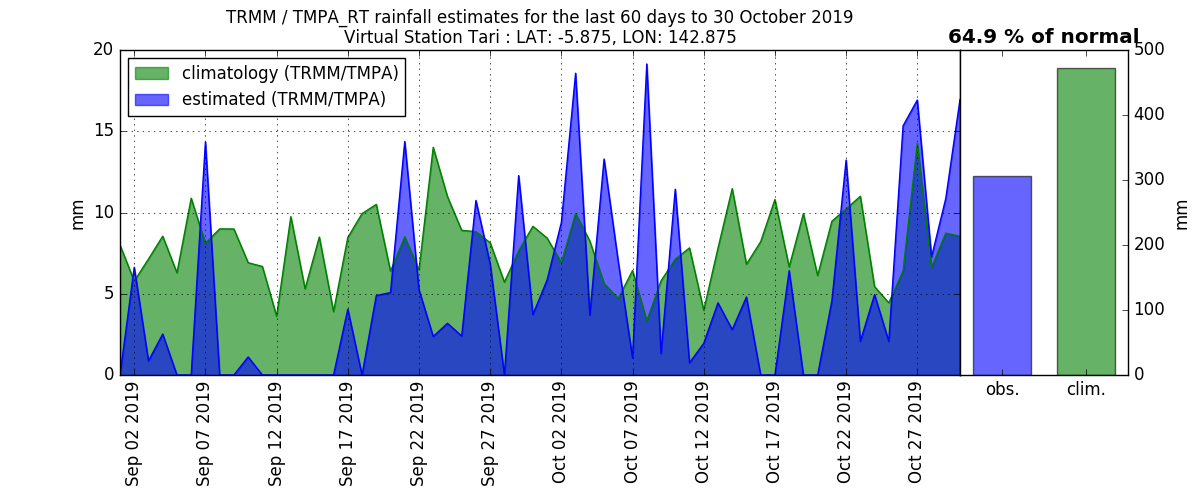 TRMM / TMPA_RT rainfall estimates for the last 60 days to 30 October 2019
Virtual Station Tari : LAT: -5.875, LON: 142.875
64.9 % of normal
climatology (TRMM/TMPA)
estimated (TRMM/TMPA)
20
15
10
5
0
mm
Sep 02 2019
Sep 07 2019
Sep 12 2019
Sep 17 2019
Sep 22 2019
Sep 27 2019
Oct 02 2019
Oct 07 2019
Oct 12 2019
Oct 17 2019
Oct 22 2019
Oct 27 2019
obs.
clim.
500
400
300
200
100
0
mm